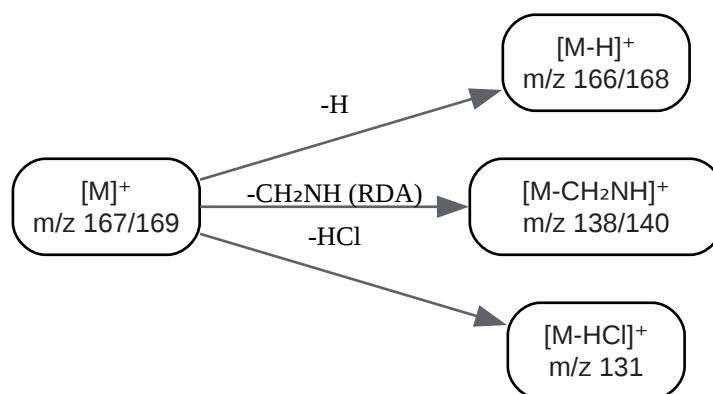 [M-H]⁺
m/z 166/168
-H
[M]⁺
m/z 167/169
-CH₂NH (RDA)
[M-CH₂NH]⁺
m/z 138/140
-HCl
[M-HCl]⁺
m/z 131